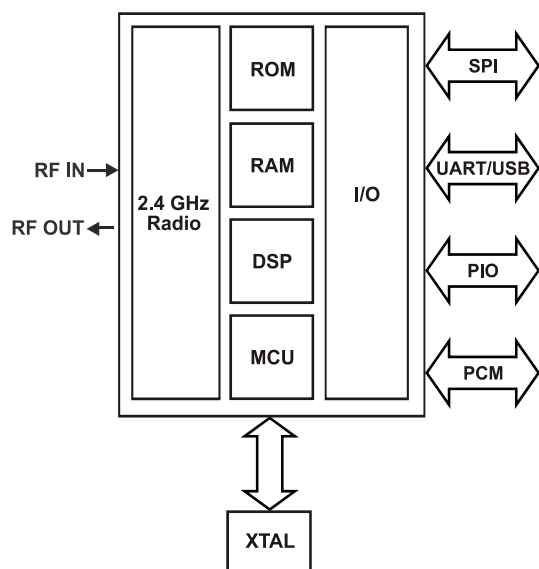 ROM
SPI
RAM
UART/USB
RF IN
I/O
2.4 GHz
Radio
RF OUT
DSP
PIO
MCU
PCM
XTAL